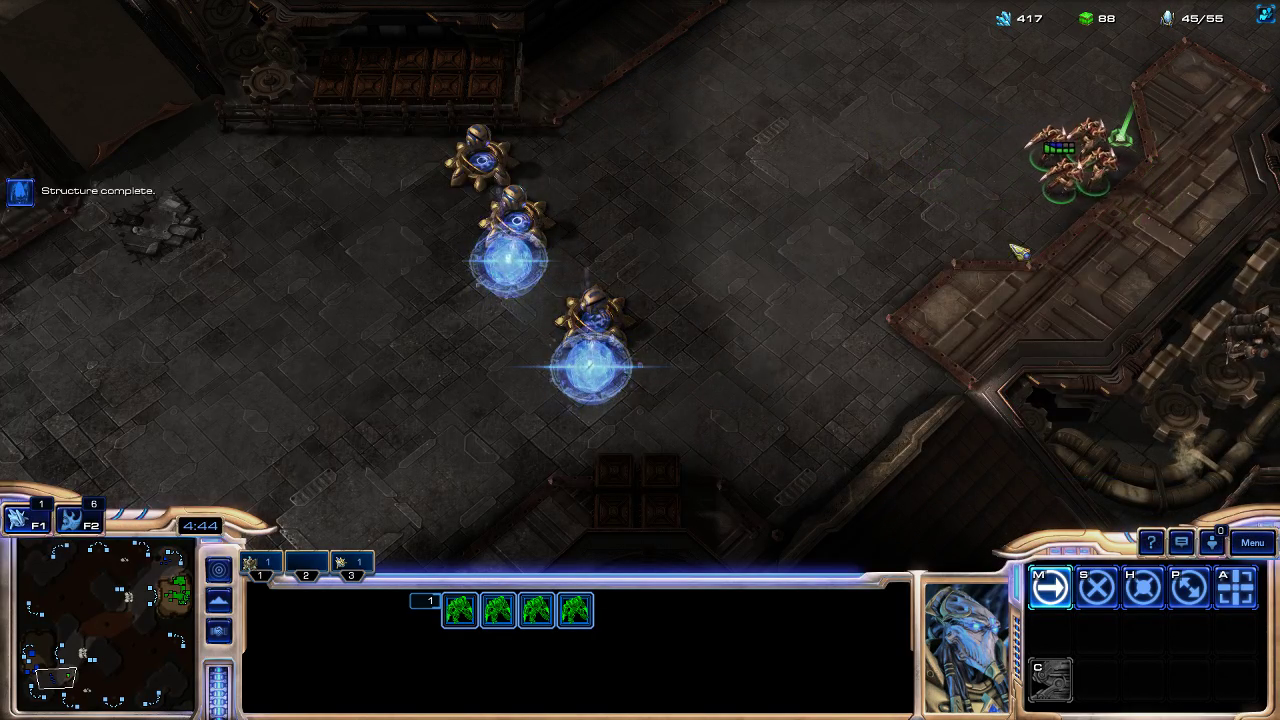 417 88 45/55
Structure complete.
1 6
F1 F2
4:44
0
? Menu
1 1
1 2 3
M S H P A
1
C